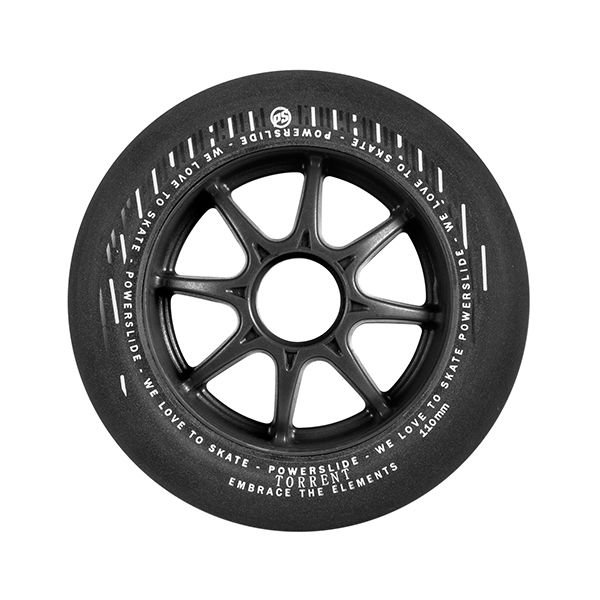 PS
POWERSLIDE - WE LOVE TO SKATE POWERSLIDE - WE LOVE TO SKATE - POWERSLIDE - WE LOVE TO SKATE - POWERSLIDE - WE LOVE TO SKATE -
110mm
TORRENT
EMBRACE THE ELEMENTS